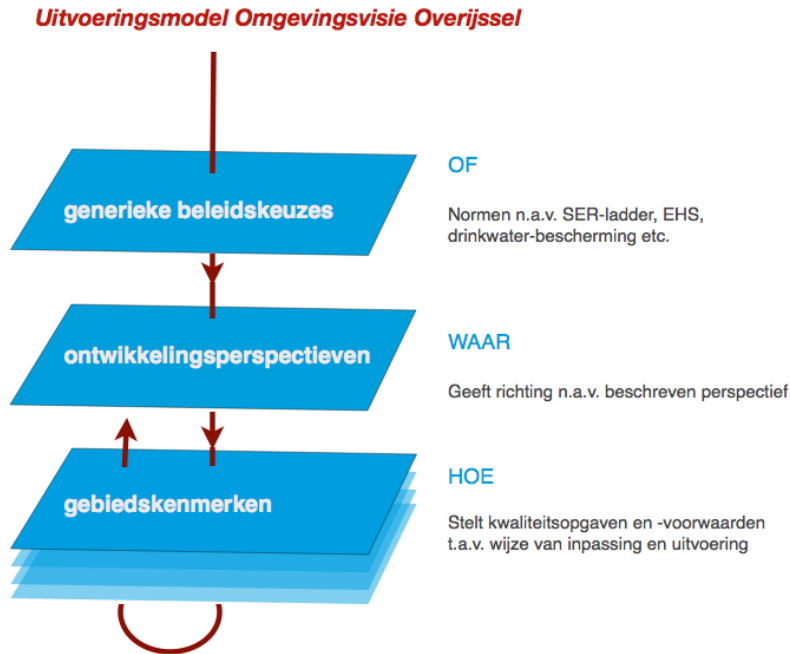 Uitvoeringsmodel Omgevingsvisie Overijssel
generieke beleidskeuzes
OF
Normen n.a.v. SER-ladder, EHS,
drinkwater-bescherming etc.
ontwikkelingsperspectieven
WAAR
Geeft richting n.a.v. beschreven perspectief
gebiedskenmerken
HOE
Stelt kwaliteitsopgaven en -voorwaarden
t.a.v. wijze van inpassing en uitvoering